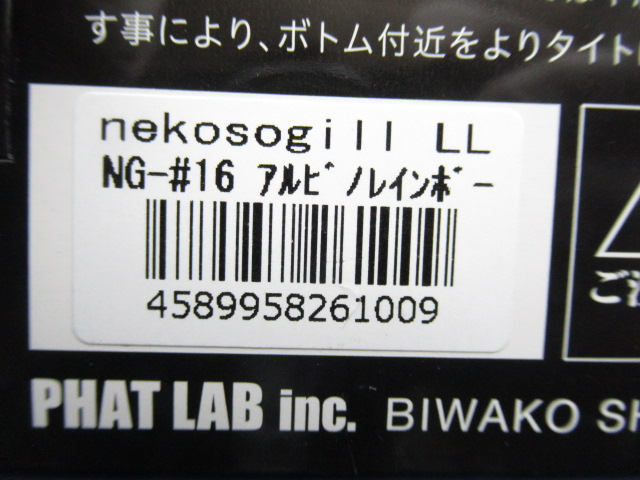 す事により、ボトム付近をよりタイト
nekosogill LL
NG-#16 ｱﾙﾋﾞﾉﾚｲﾝﾎﾞｰ
4589958261009
ご
PHAT LAB inc. BIWAKO SH